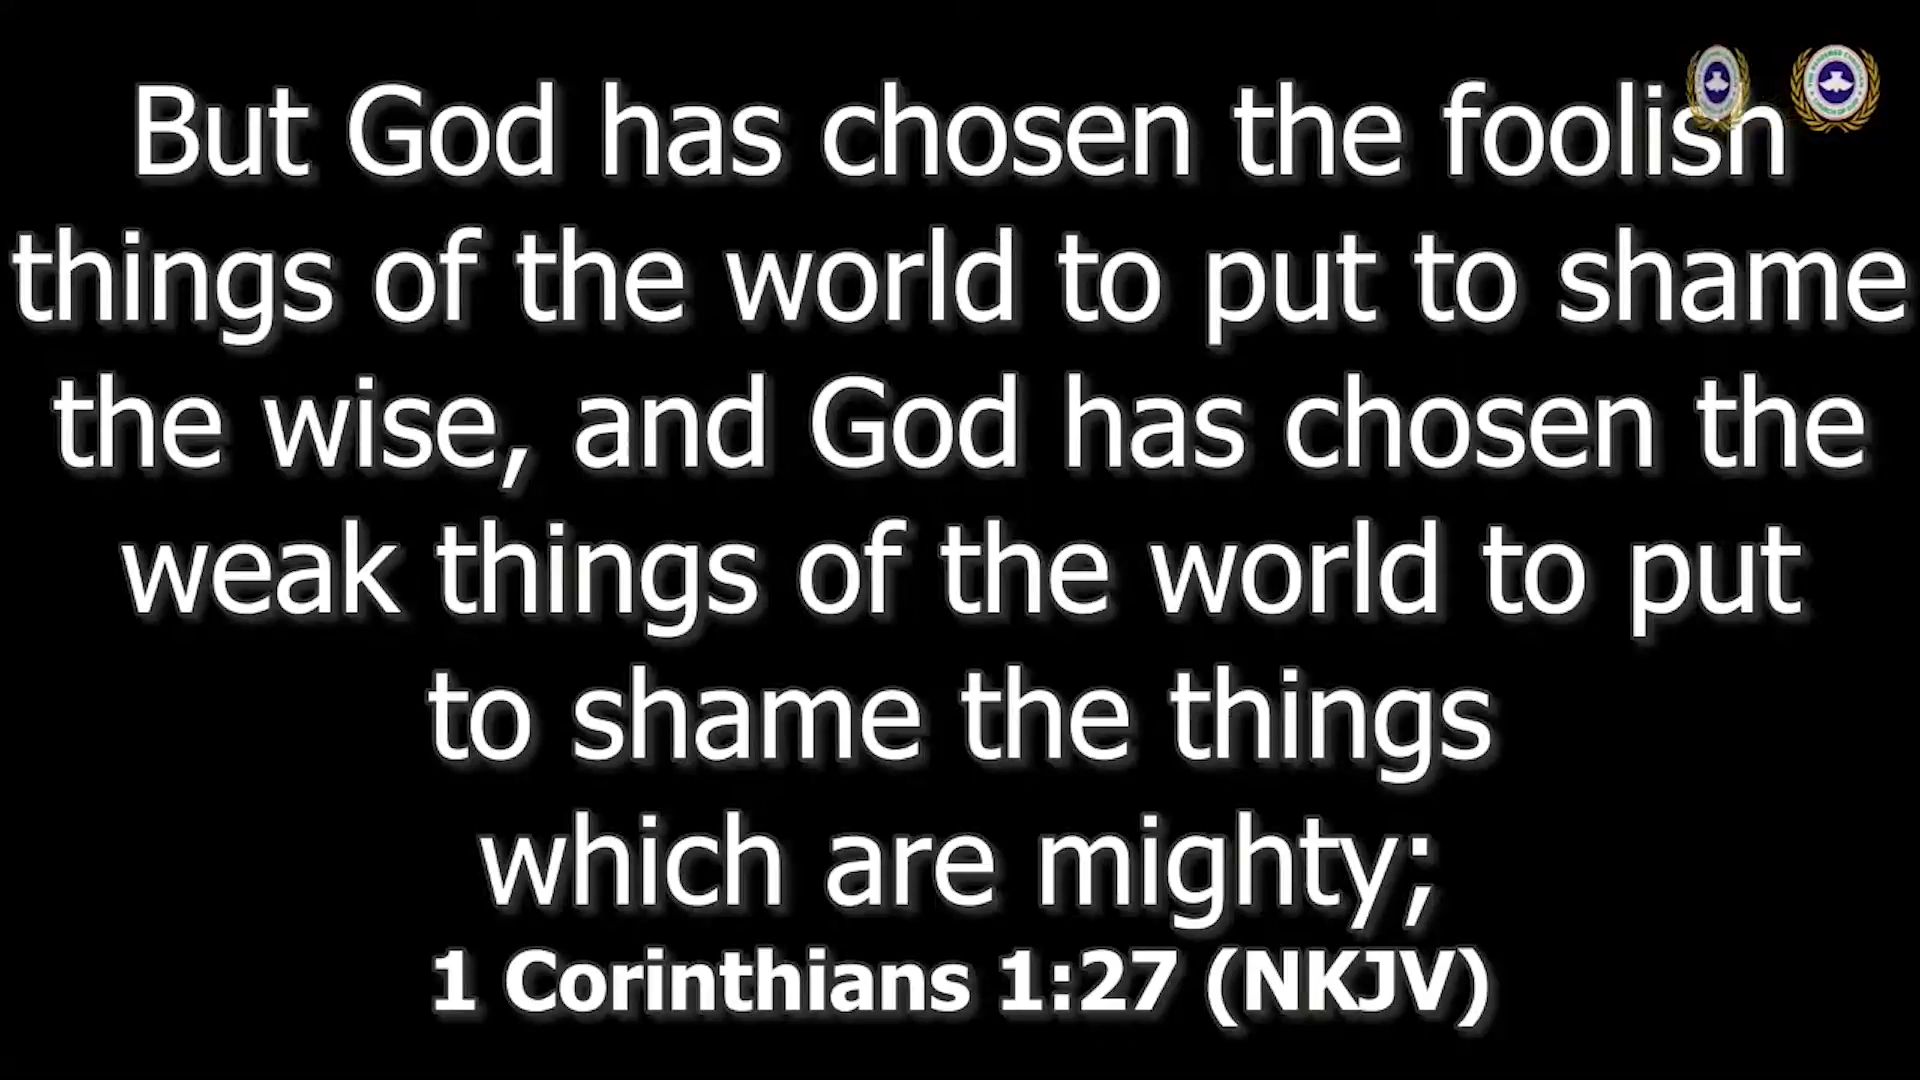 But God has chosen the foolish
things of the world to put to shame
the wise, and God has chosen the
weak things of the world to put
to shame the things
which are mighty;
1 Corinthians 1:27 (NKJV)